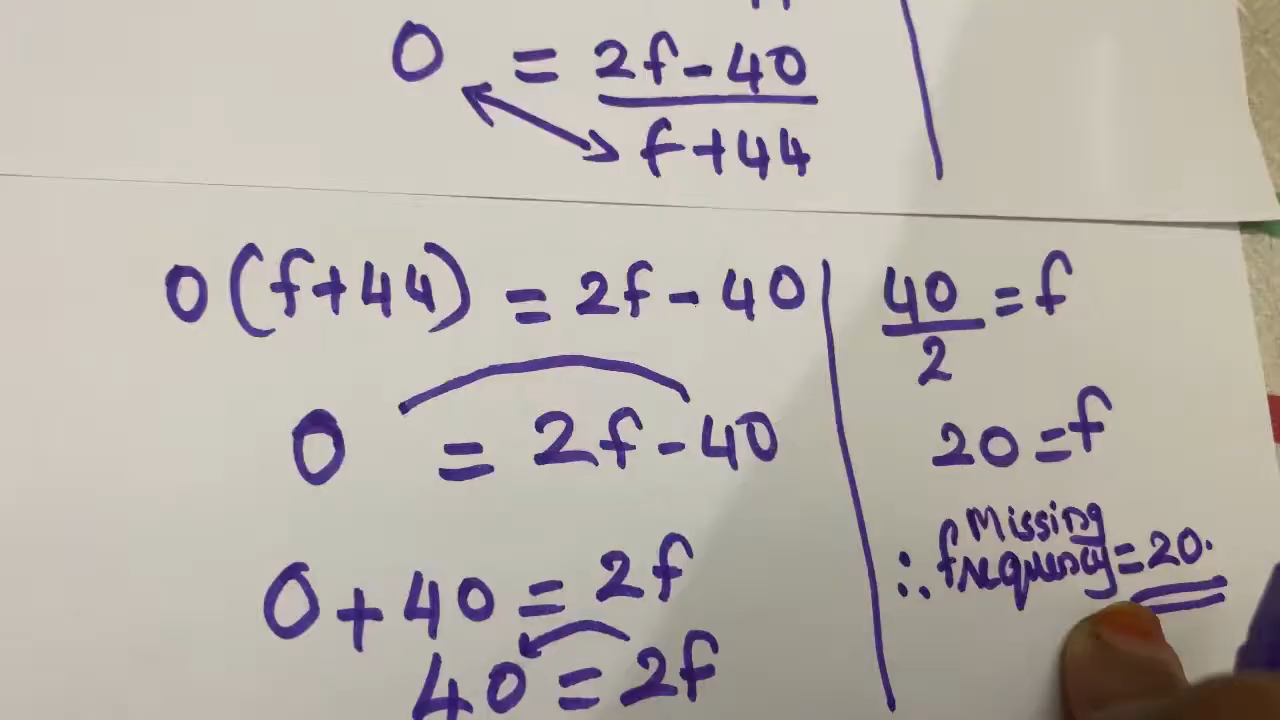 0 = 2f - 40
f + 44
0 (f + 44) = 2f - 40
0 = 2f - 40
0 + 40 = 2f
40 = 2f
40 = f
2
20 = f
∴ Missing
frequency = 20.